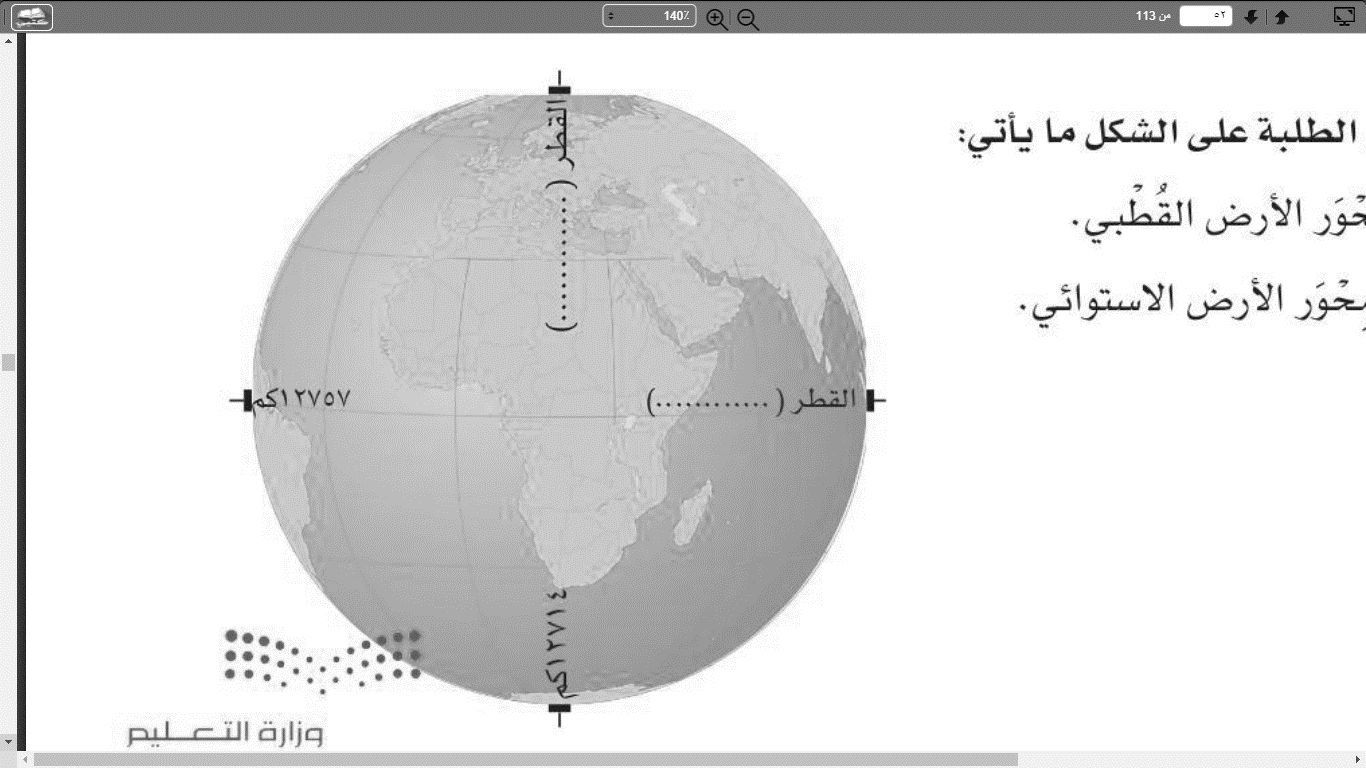 140٪
٥٢ من 113
الطلبة على الشكل ما يأتي:
الأرض القُطْبي.
الأرض الاستوائي.
القطر (............)
١٢٧١٤كم
القطر (............)
١٢٧٥٧كم
وزارة التعليم